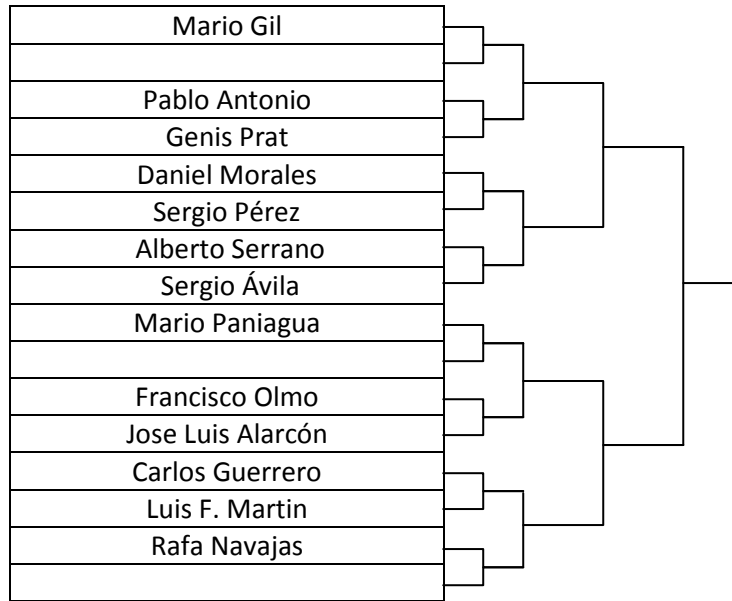 Mario Gil
Pablo Antonio
Genis Prat
Daniel Morales
Sergio Pérez
Alberto Serrano
Sergio Ávila
Mario Paniagua
Francisco Olmo
Jose Luis Alarcón
Carlos Guerrero
Luis F. Martin
Rafa Navajas